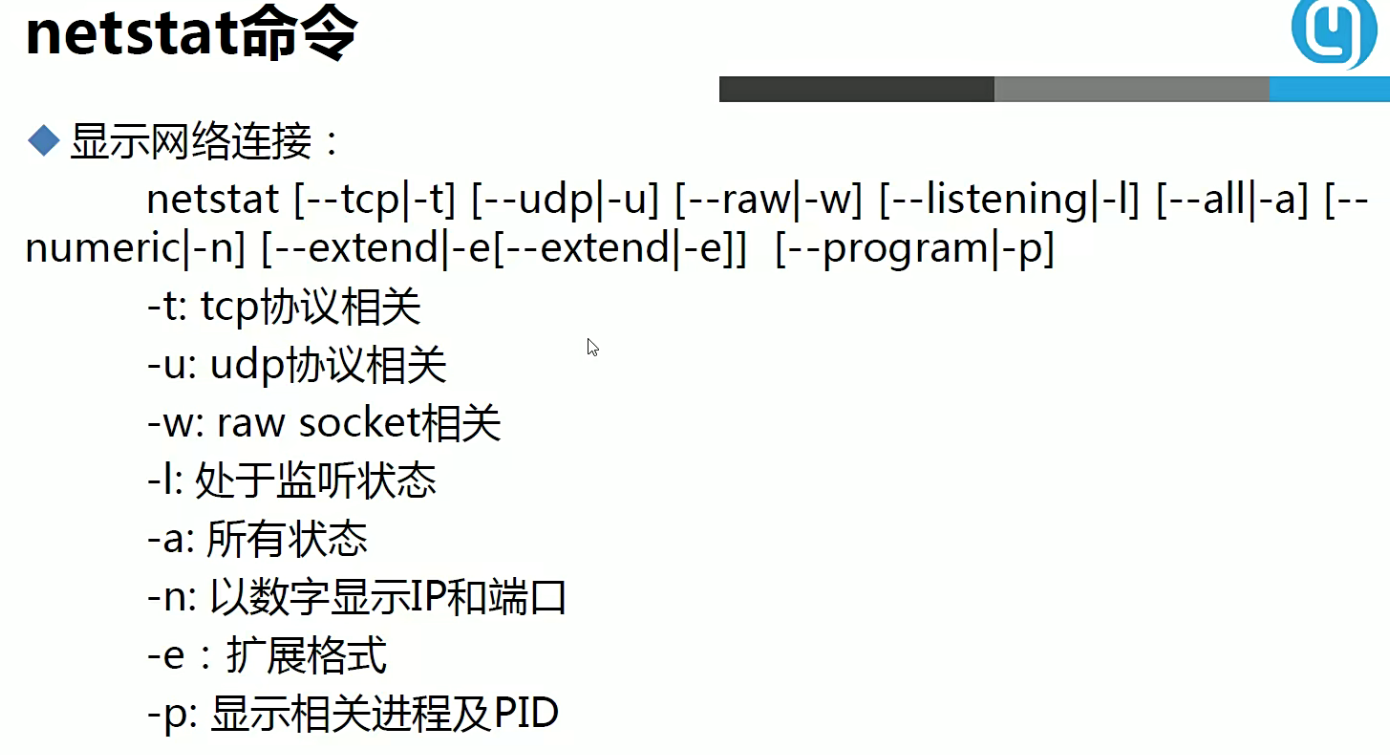 netstat命令
显示网络连接：
netstat [--tcp|-t] [--udp|-u] [--raw|-w] [--listening|-l] [--all|-a] [--
numeric|-n] [--extend|-e[--extend|-e]]  [--program|-p]
-t: tcp协议相关
-u: udp协议相关
-w: raw socket相关
-l: 处于监听状态
-a: 所有状态
-n: 以数字显示IP和端口
-e：扩展格式
-p: 显示相关进程及PID